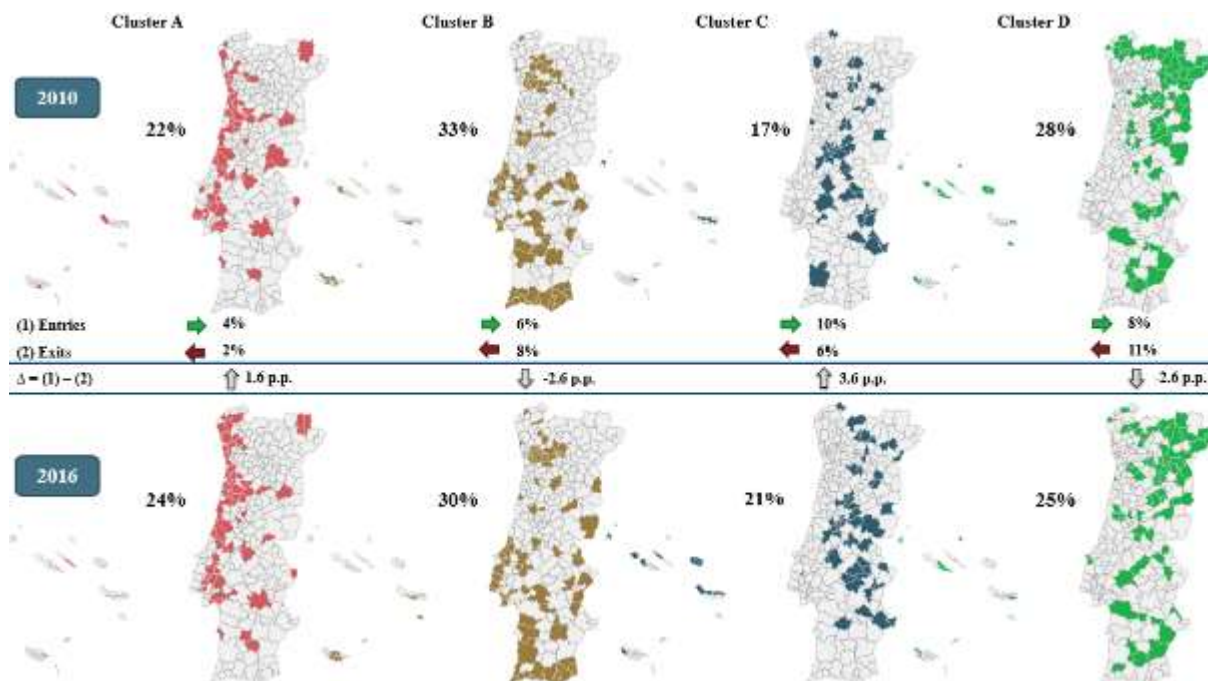 Cluster A Cluster B Cluster C Cluster D
2010
22% 33% 17% 28%
(1) Entries 4% 6% 10% 8%
(2) Exits 2% 8% 6% 11%
Δ = (1) – (2) 1.6 p.p. -2.6 p.p. 3.6 p.p. -2.6 p.p.
2016
24% 30% 21% 25%